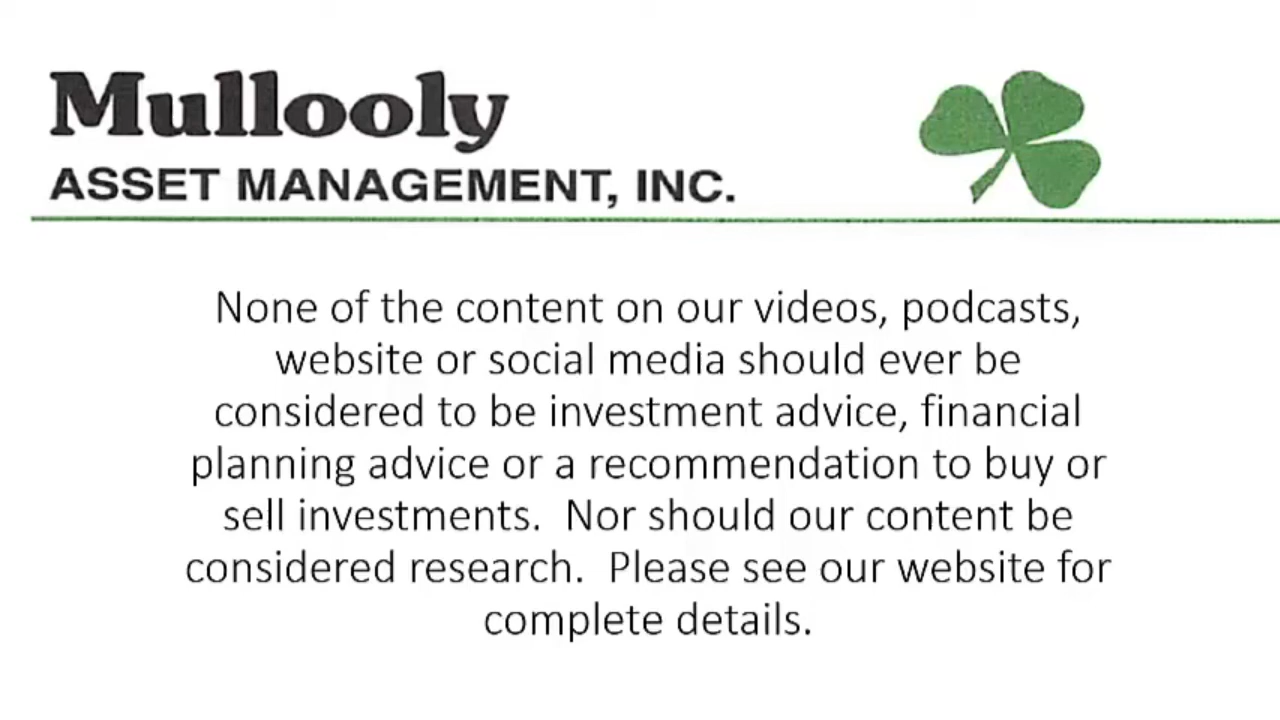 Mullooly
ASSET MANAGEMENT, INC.
None of the content on our videos, podcasts,
website or social media should ever be
considered to be investment advice, financial
planning advice or a recommendation to buy or
sell investments.  Nor should our content be
considered research.  Please see our website for
complete details.